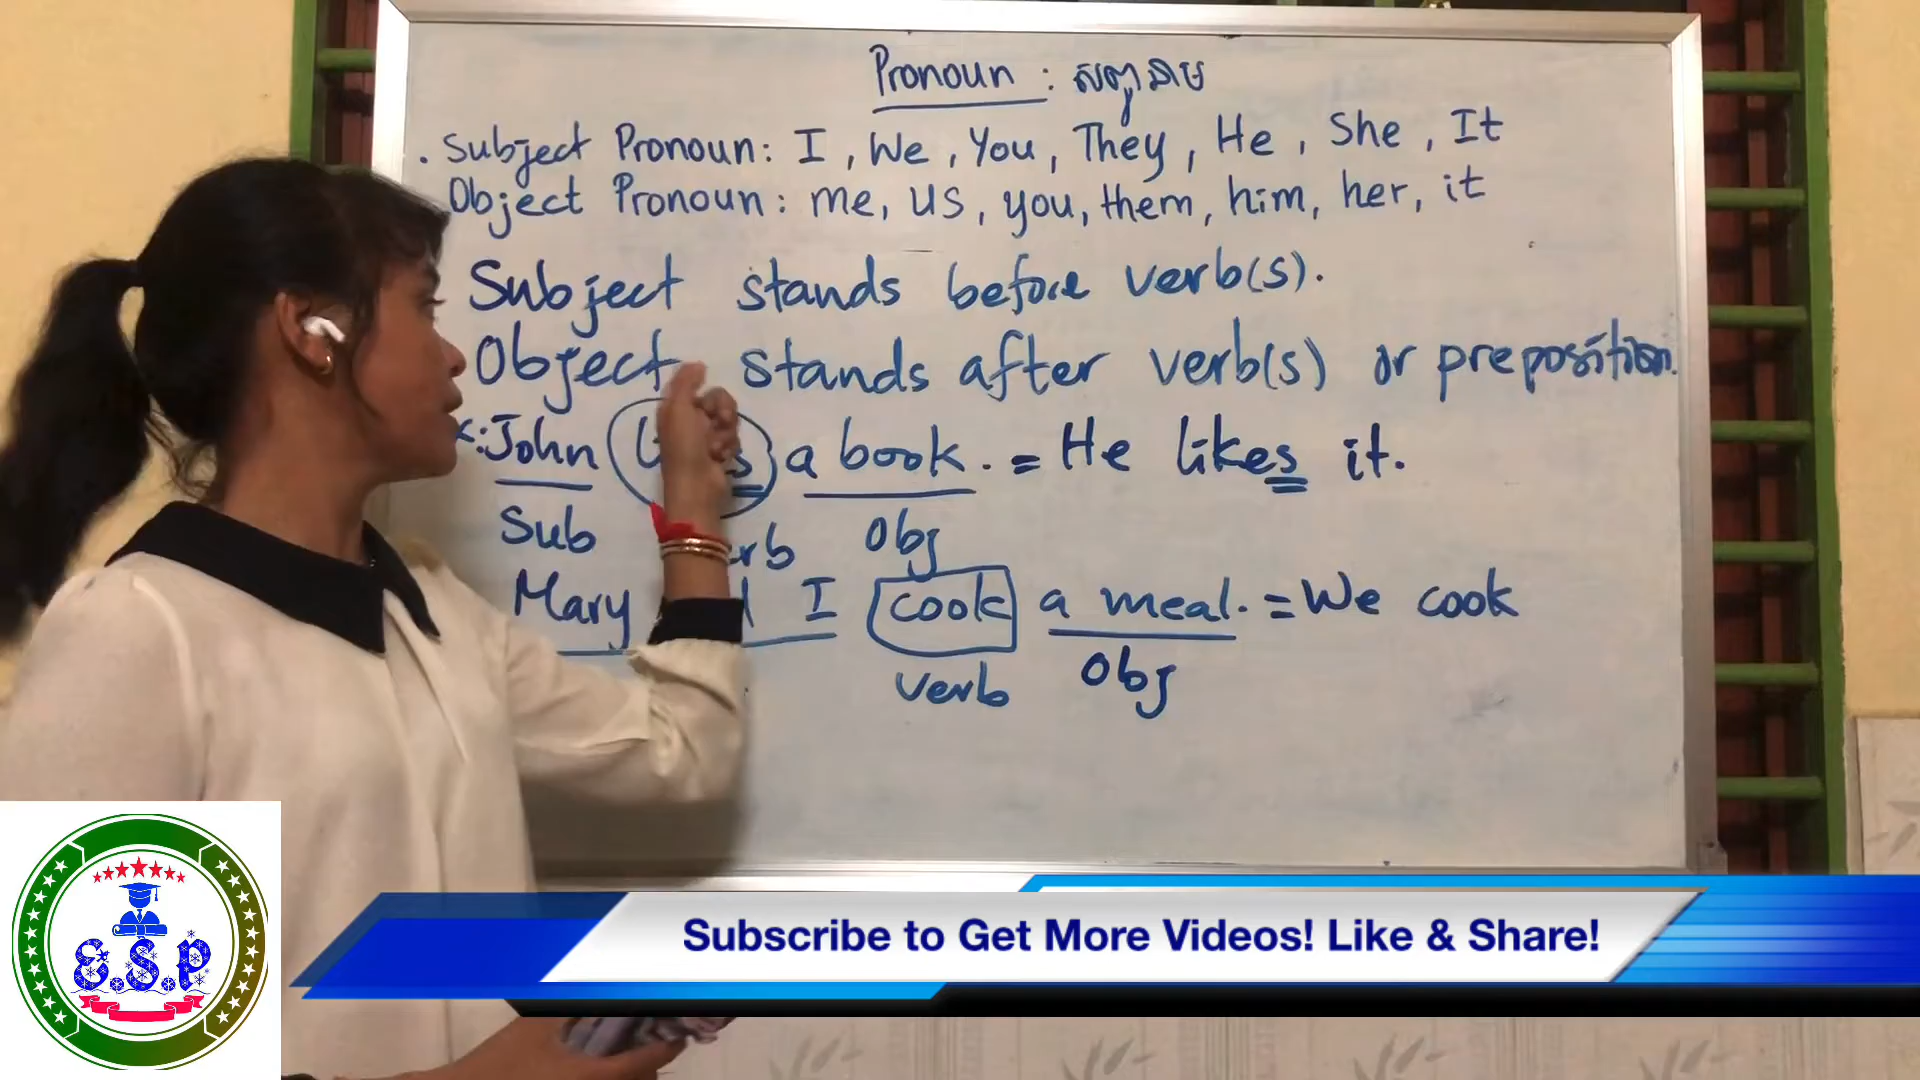 Pronoun : សព្វនាម
. Subject Pronoun: I, We, You, They, He, She, It
Object Pronoun: me, us, you, them, him, her, it
Subject stands before verb(s).
Object stands after verb(s) or preposition.
John a book. = He likes it.
Sub Obj
Mary I cook a meal. = We cook
verb Obj
E.S.P
Subscribe to Get More Videos! Like & Share!